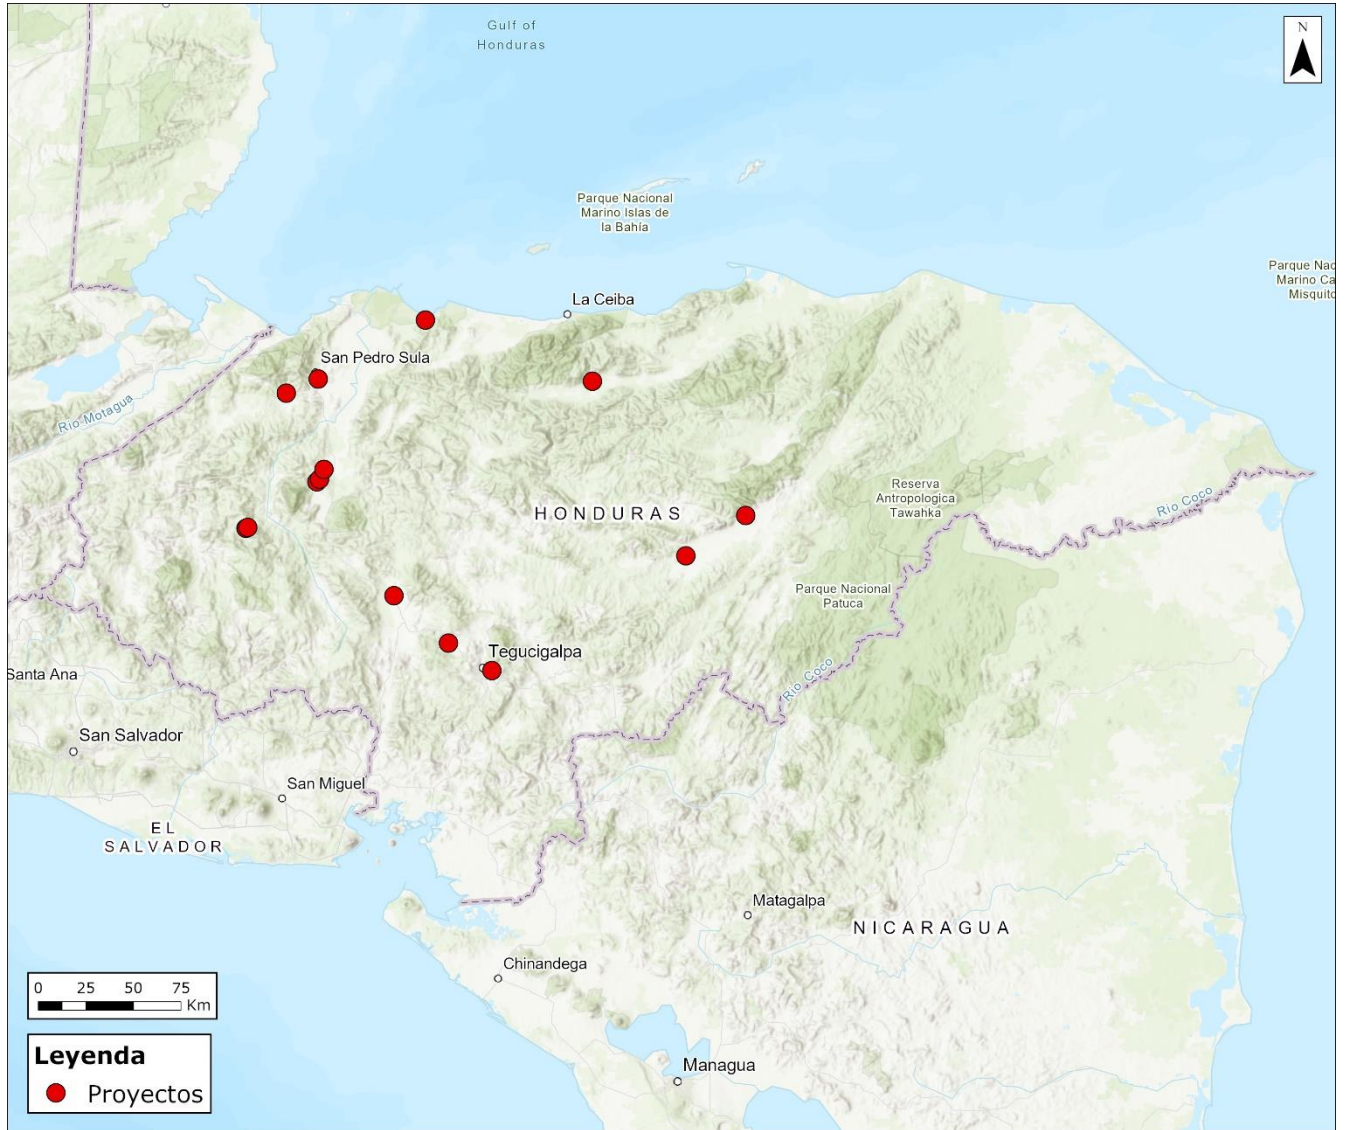 Gulf of
Honduras
N
Parque Nacional
Marino Islas de
la Bahía
Parque Nac
Marino Ca
Misquito
La Ceiba
San Pedro Sula
Rio Motagua
Reserva
Antropologica
Tawahka
HONDURAS
Rio Coco
Parque Nacional
Patuca
Tegucigalpa
Rio Coco
Santa Ana
San Salvador
San Miguel
EL
SALVADOR
Matagalpa
NICARAGUA
Chinandega
0 25 50 75
Km
Leyenda
Proyectos
Managua